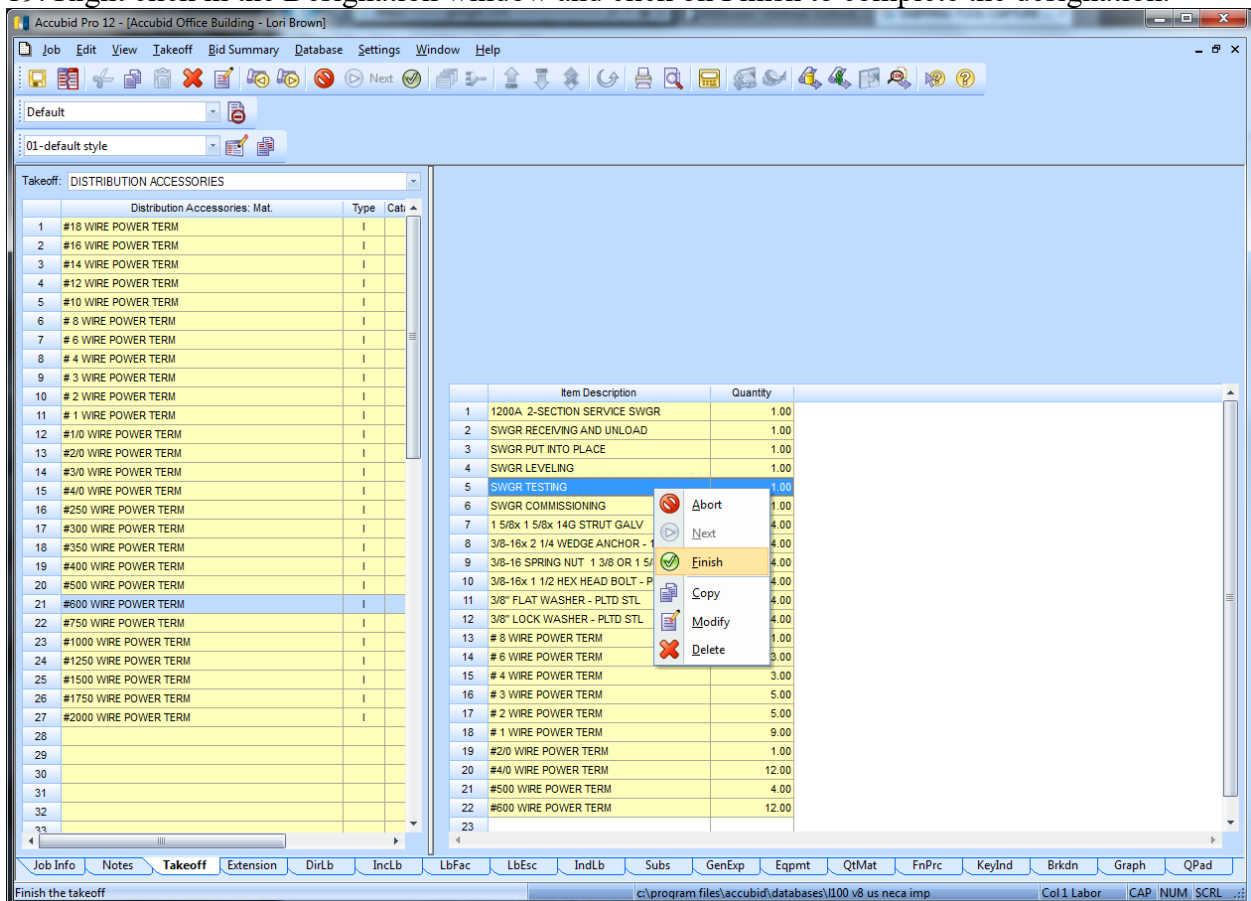 19. Right click in the Designation window and click on Finish to complete the designation.
Accubid Pro 12 - [Accubid Office Building - Lori Brown]
Job Edit View Takeoff Bid Summary Database Settings Window Help
Next
Default
01-default style
Takeoff: DISTRIBUTION ACCESSORIES
Distribution Accessories: Mat. Type Cata
1 #18 WIRE POWER TERM I
2 #16 WIRE POWER TERM I
3 #14 WIRE POWER TERM I
4 #12 WIRE POWER TERM I
5 #10 WIRE POWER TERM I
6 # 8 WIRE POWER TERM I
7 # 6 WIRE POWER TERM I
8 # 4 WIRE POWER TERM I
9 # 3 WIRE POWER TERM I
10 # 2 WIRE POWER TERM I
11 # 1 WIRE POWER TERM I
12 #1/0 WIRE POWER TERM I
13 #2/0 WIRE POWER TERM I
14 #3/0 WIRE POWER TERM I
15 #4/0 WIRE POWER TERM I
16 #250 WIRE POWER TERM I
17 #300 WIRE POWER TERM I
18 #350 WIRE POWER TERM I
19 #400 WIRE POWER TERM I
20 #500 WIRE POWER TERM I
21 #600 WIRE POWER TERM I
22 #750 WIRE POWER TERM I
23 #1000 WIRE POWER TERM I
24 #1250 WIRE POWER TERM I
25 #1500 WIRE POWER TERM I
26 #1750 WIRE POWER TERM I
27 #2000 WIRE POWER TERM I
28
29
30
31
32
33
Item Description Quantity
1 1200A 2-SECTION SERVICE SWGR 1.00
2 SWGR RECEIVING AND UNLOAD 1.00
3 SWGR PUT INTO PLACE 1.00
4 SWGR LEVELING 1.00
5 SWGR TESTING 1.00
6 SWGR COMMISSIONING 1.00
7 1 5/8x 1 5/8x 14G STRUT GALV 4.00
8 3/8-16x 2 1/4 WEDGE ANCHOR - 1 4.00
9 3/8-16 SPRING NUT 1 3/8 OR 1 5/ 4.00
10 3/8-16x 1 1/2 HEX HEAD BOLT - P 4.00
11 3/8" FLAT WASHER - PLTD STL 4.00
12 3/8" LOCK WASHER - PLTD STL 4.00
13 # 8 WIRE POWER TERM 1.00
14 # 6 WIRE POWER TERM 3.00
15 # 4 WIRE POWER TERM 3.00
16 # 3 WIRE POWER TERM 5.00
17 # 2 WIRE POWER TERM 5.00
18 # 1 WIRE POWER TERM 9.00
19 #2/0 WIRE POWER TERM 1.00
20 #4/0 WIRE POWER TERM 12.00
21 #500 WIRE POWER TERM 4.00
22 #600 WIRE POWER TERM 12.00
23
Abort
Next
Finish
Copy
Modify
Delete
Job Info Notes Takeoff Extension DirLb IncLb LbFac LbEsc IndLb Subs GenExp Eqpmt QtMat FnPrc KeyInd Brkdn Graph QPad
Finish the takeoff c:\program files\accubid\databases\l100 v8 us neca imp Col 1 Labor CAP NUM SCRL